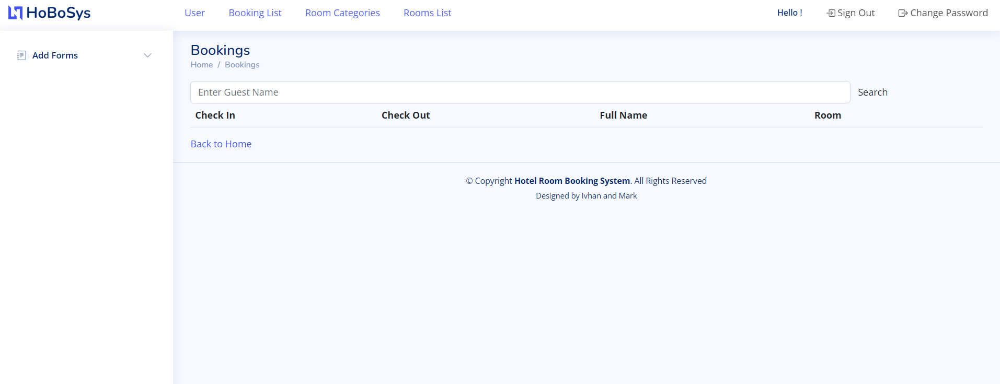 HoBoSys
User Booking List Room Categories Rooms List
Hello ! Sign Out Change Password
Add Forms
Bookings
Home / Bookings
Enter Guest Name Search
Check In Check Out Full Name Room
Back to Home
© Copyright Hotel Room Booking System. All Rights Reserved
Designed by Ivhan and Mark